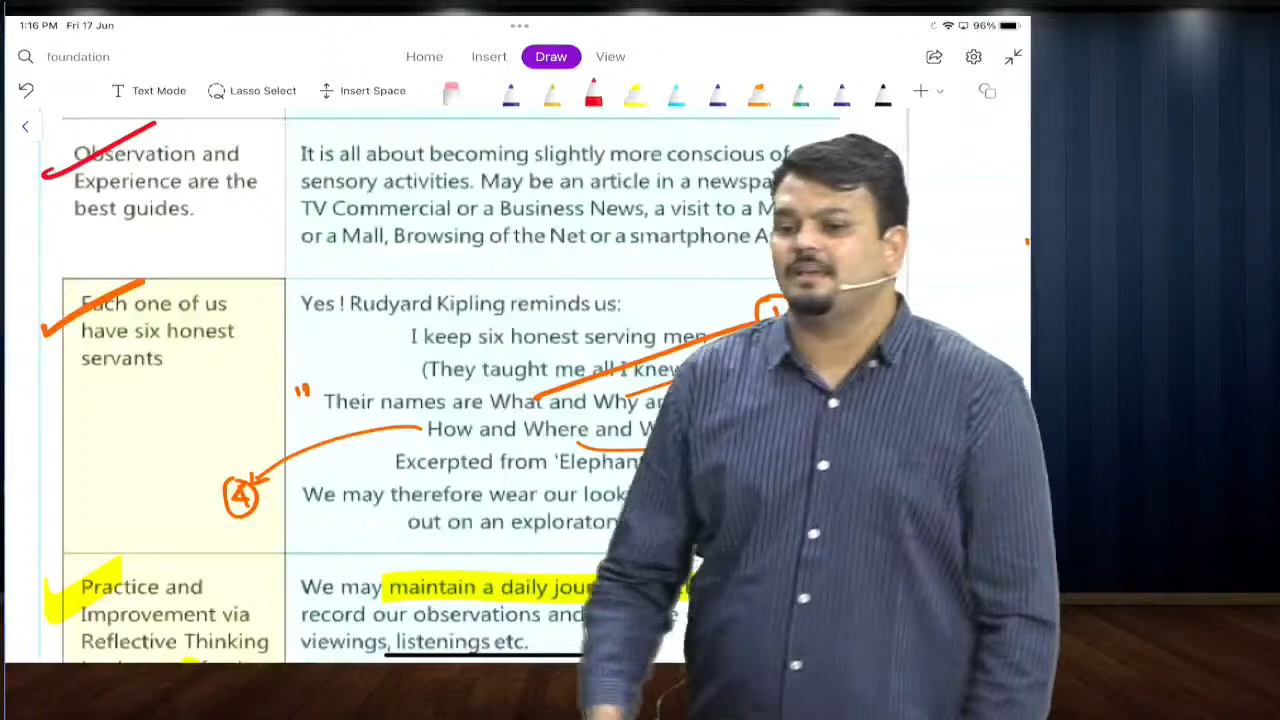 1:16 PM Fri 17 Jun
96%
foundation
Home Insert Draw View
Text Mode Lasso Select Insert Space
Observation and
Experience are the
best guides.
It is all about becoming slightly more conscious of
sensory activities. May be an article in a
TV Commercial or a Business News, a visit to a
or a Mall, Browsing of the Net or a smartphone
Each one of us
have six honest
servants
Yes ! Rudyard Kipling reminds us:
I keep six honest serving men
(They taught me all I knew
" Their names are What and Why
How and Where and
4
Excerpted from
We may therefore wear our
out on an
Practice and
Improvement via
Reflective Thinking
We may maintain a daily
record our observations and
viewings, listenings etc.